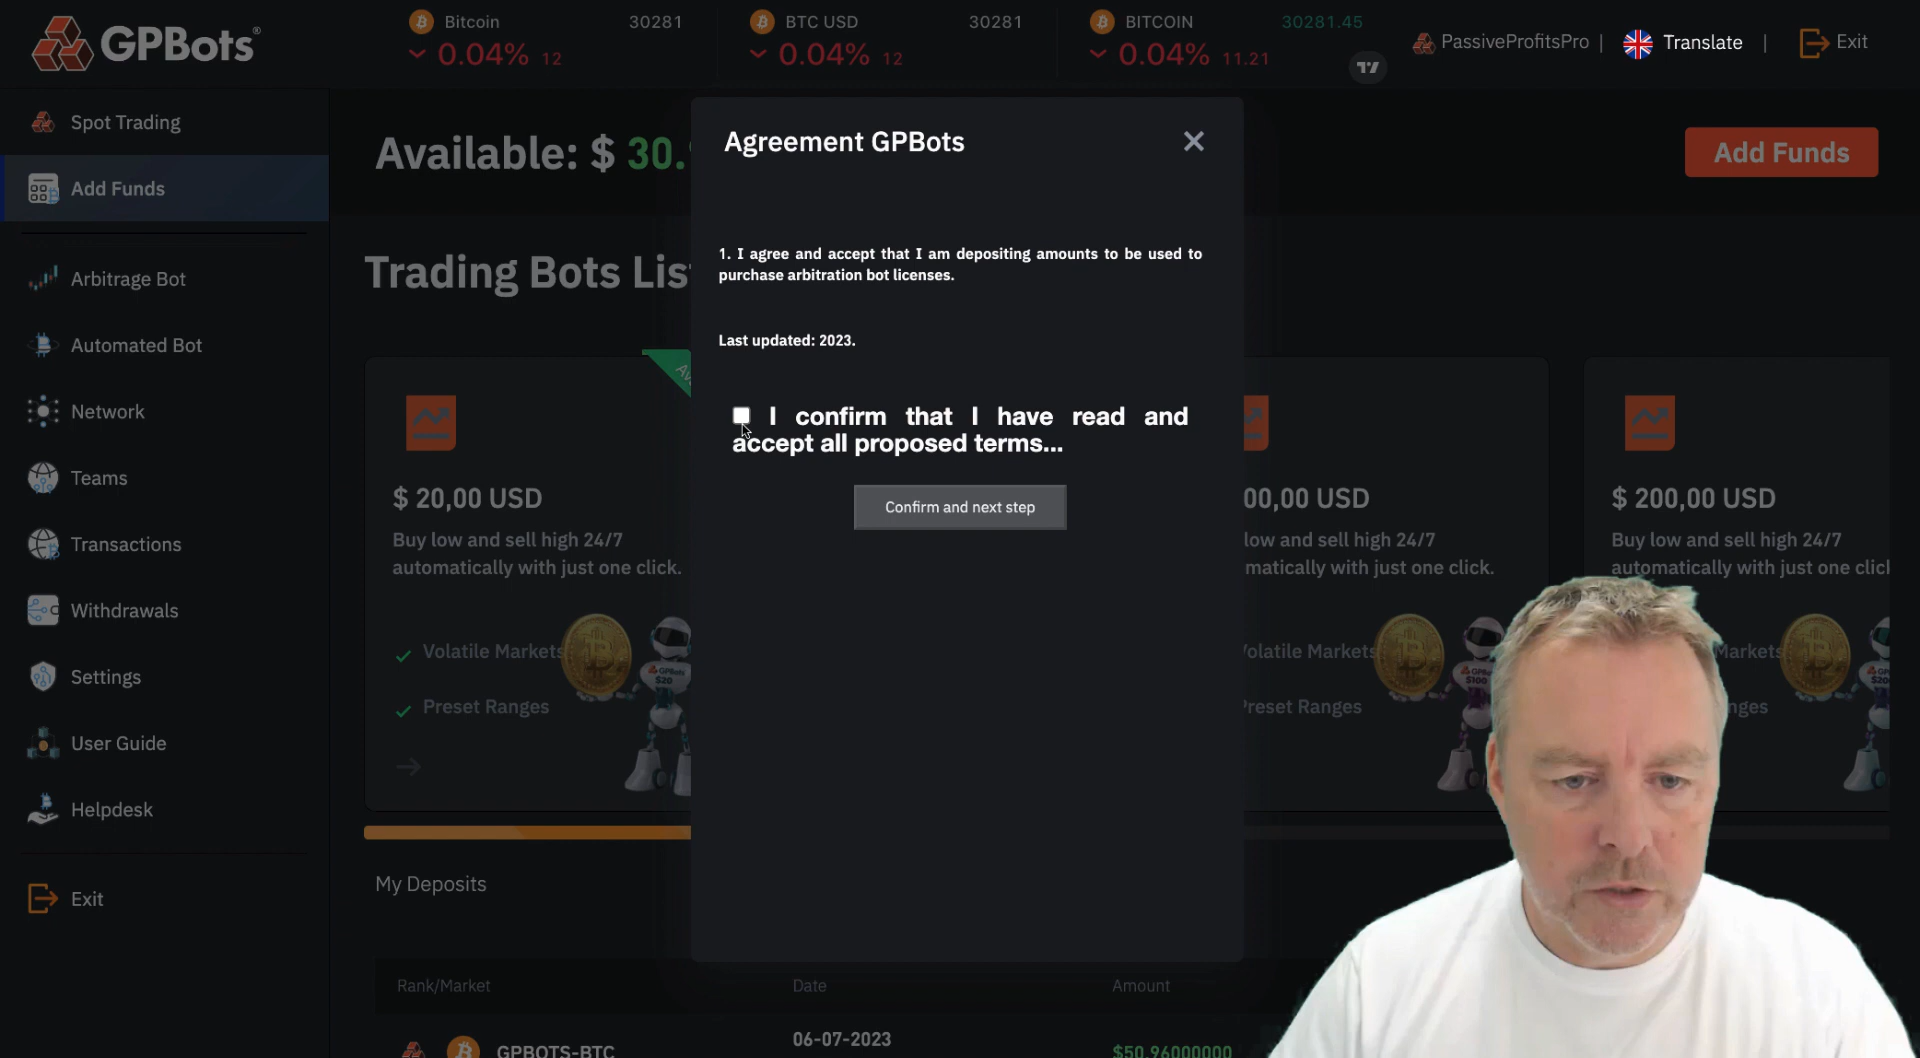 GPBots®
Bitcoin 30281
0.04% 12
BTC USD 30281
0.04% 12
BITCOIN 30281.45
0.04% 11.21
PassiveProfitsPro |
Translate |
Exit
Spot Trading
Add Funds
Arbitrage Bot
Automated Bot
Network
Teams
Transactions
Withdrawals
Settings
User Guide
Helpdesk
Exit
Available: $ 30.
Add Funds
Trading Bots Lis
Agreement GPBots
1. I agree and accept that I am depositing amounts to be used to
purchase arbitration bot licenses.
Last updated: 2023.
I confirm that I have read and
accept all proposed terms...
Confirm and next step
$ 20,00 USD
Buy low and sell high 24/7
automatically with just one click.
Volatile Markets
Preset Ranges
GPBots
$20
00,00 USD
low and sell high 24/7
matically with just one click.
Volatile Markets
Preset Ranges
GPBots
$100
$ 200,00 USD
Buy low and sell high 24/7
automatically with just one click
Markets
nges
My Deposits
Rank/Market Date Amount
GPBOTS-BTC 06-07-2023 $50.96000000